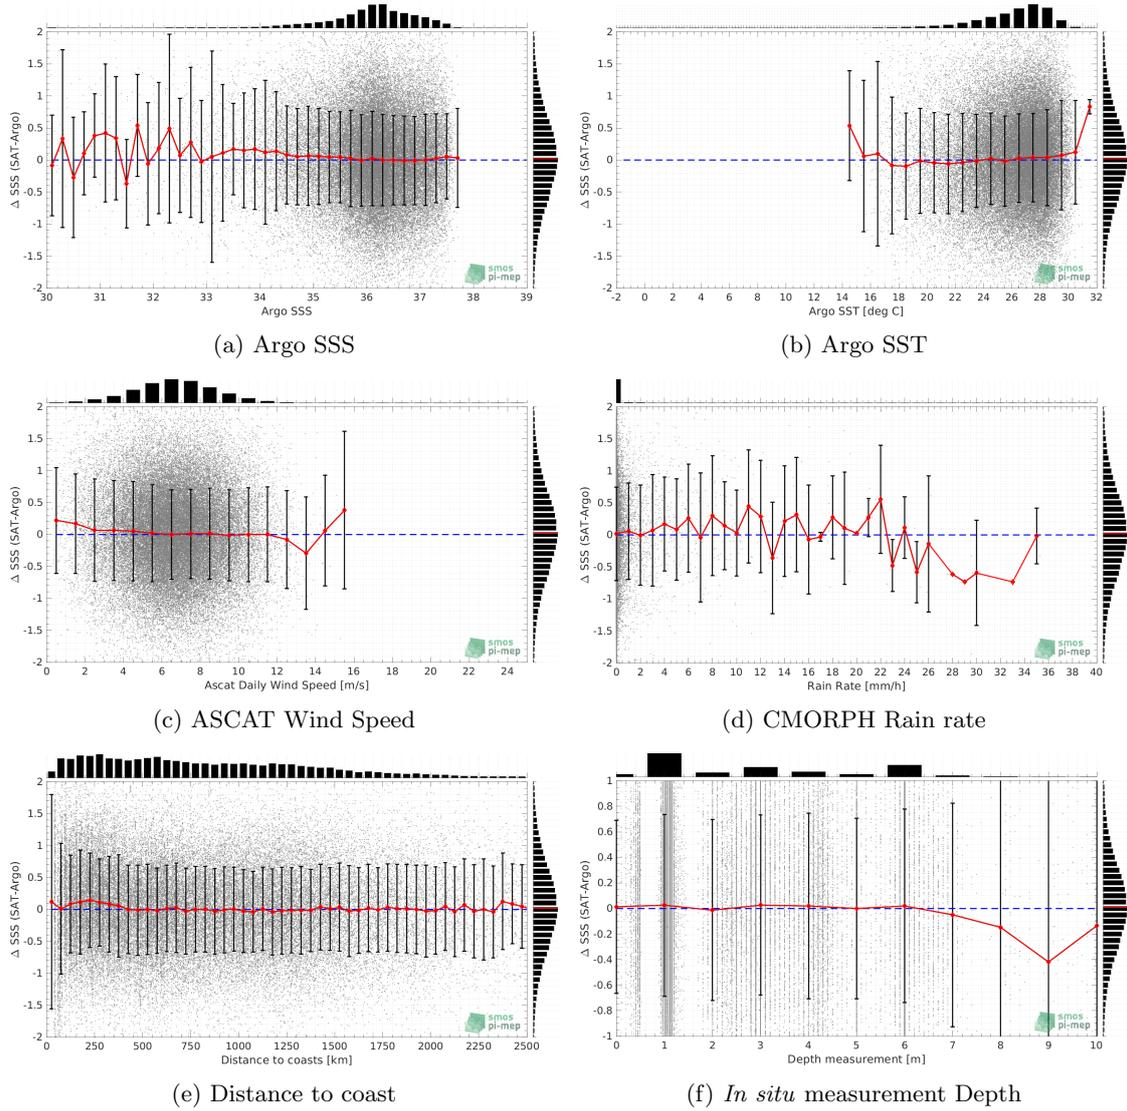 2
1.5
1
0.5
0
-0.5
-1
-1.5
-2
Δ SSS (SAT-Argo)
30 31 32 33 34 35 36 37 38 39
Argo SSS
smos
pi-mep
(a) Argo SSS
2
1.5
1
0.5
0
-0.5
-1
-1.5
-2
Δ SSS (SAT-Argo)
-2 0 2 4 6 8 10 12 14 16 18 20 22 24 26 28 30 32
Argo SST [deg C]
smos
pi-mep
(b) Argo SST
2
1.5
1
0.5
0
-0.5
-1
-1.5
-2
Δ SSS (SAT-Argo)
0 2 4 6 8 10 12 14 16 18 20 22 24
Ascat Daily Wind Speed [m/s]
smos
pi-mep
(c) ASCAT Wind Speed
2
1.5
1
0.5
0
-0.5
-1
-1.5
-2
Δ SSS (SAT-Argo)
0 2 4 6 8 10 12 14 16 18 20 22 24 26 28 30 32 34 36 38 40
Rain Rate [mm/h]
smos
pi-mep
(d) CMORPH Rain rate
2
1.5
1
0.5
0
-0.5
-1
-1.5
-2
Δ SSS (SAT-Argo)
0 250 500 750 1000 1250 1500 1750 2000 2250 2500
Distance to coasts [km]
smos
pi-mep
(e) Distance to coast
1
0.8
0.6
0.4
0.2
0
-0.2
-0.4
-0.6
-0.8
-1
Δ SSS (SAT-Argo)
0 1 2 3 4 5 6 7 8 9 10
Depth measurement [m]
smos
pi-mep
(f) In situ measurement Depth